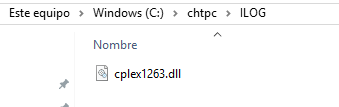 Este equipo > Windows (C:) > chtpc > ILOG
Nombre
cplex1263.dll